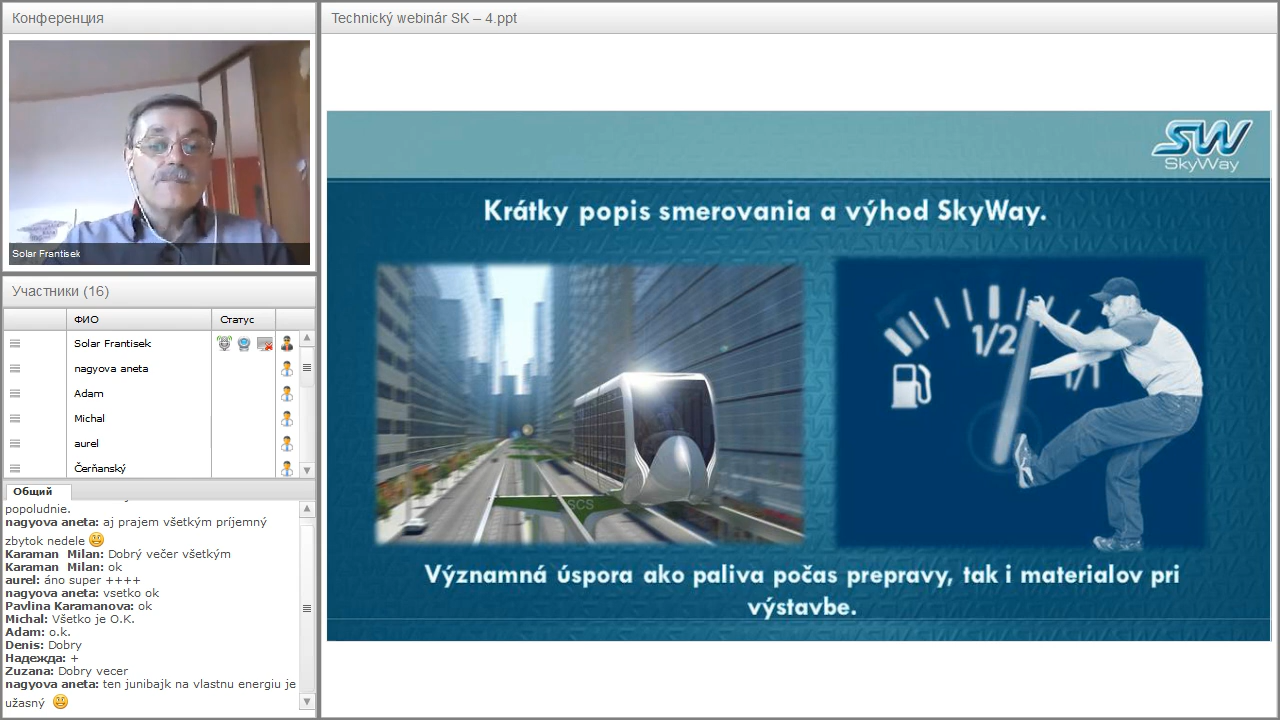 Конференция
Solar Frantisek
Участники (16)
ФИО
Статус
Solar Frantisek
nagyova aneta
Adam
Michal
aurel
Čerňanský
Общий
popoludnie.
nagyova aneta: aj prajem všetkým príjemný
zbytok nedele
Karaman Milan: Dobrý večer všetkým
Karaman Milan: ok
aurel: áno super ++++
nagyova aneta: vsetko ok
Pavlina Karamanova: ok
Michal: Všetko je O.K.
Adam: o.k.
Denis: Dobry
Надежда: +
Zuzana: Dobry vecer
nagyova aneta: ten junibajk na vlastnu energiu je
užasný
Technický webinár SK – 4.ppt
SW
SkyWay
Krátky popis smerovania a výhod SkyWay.
SCS
1/2
1/1
Významná úspora ako paliva počas prepravy, tak i materialov pri
výstavbe.